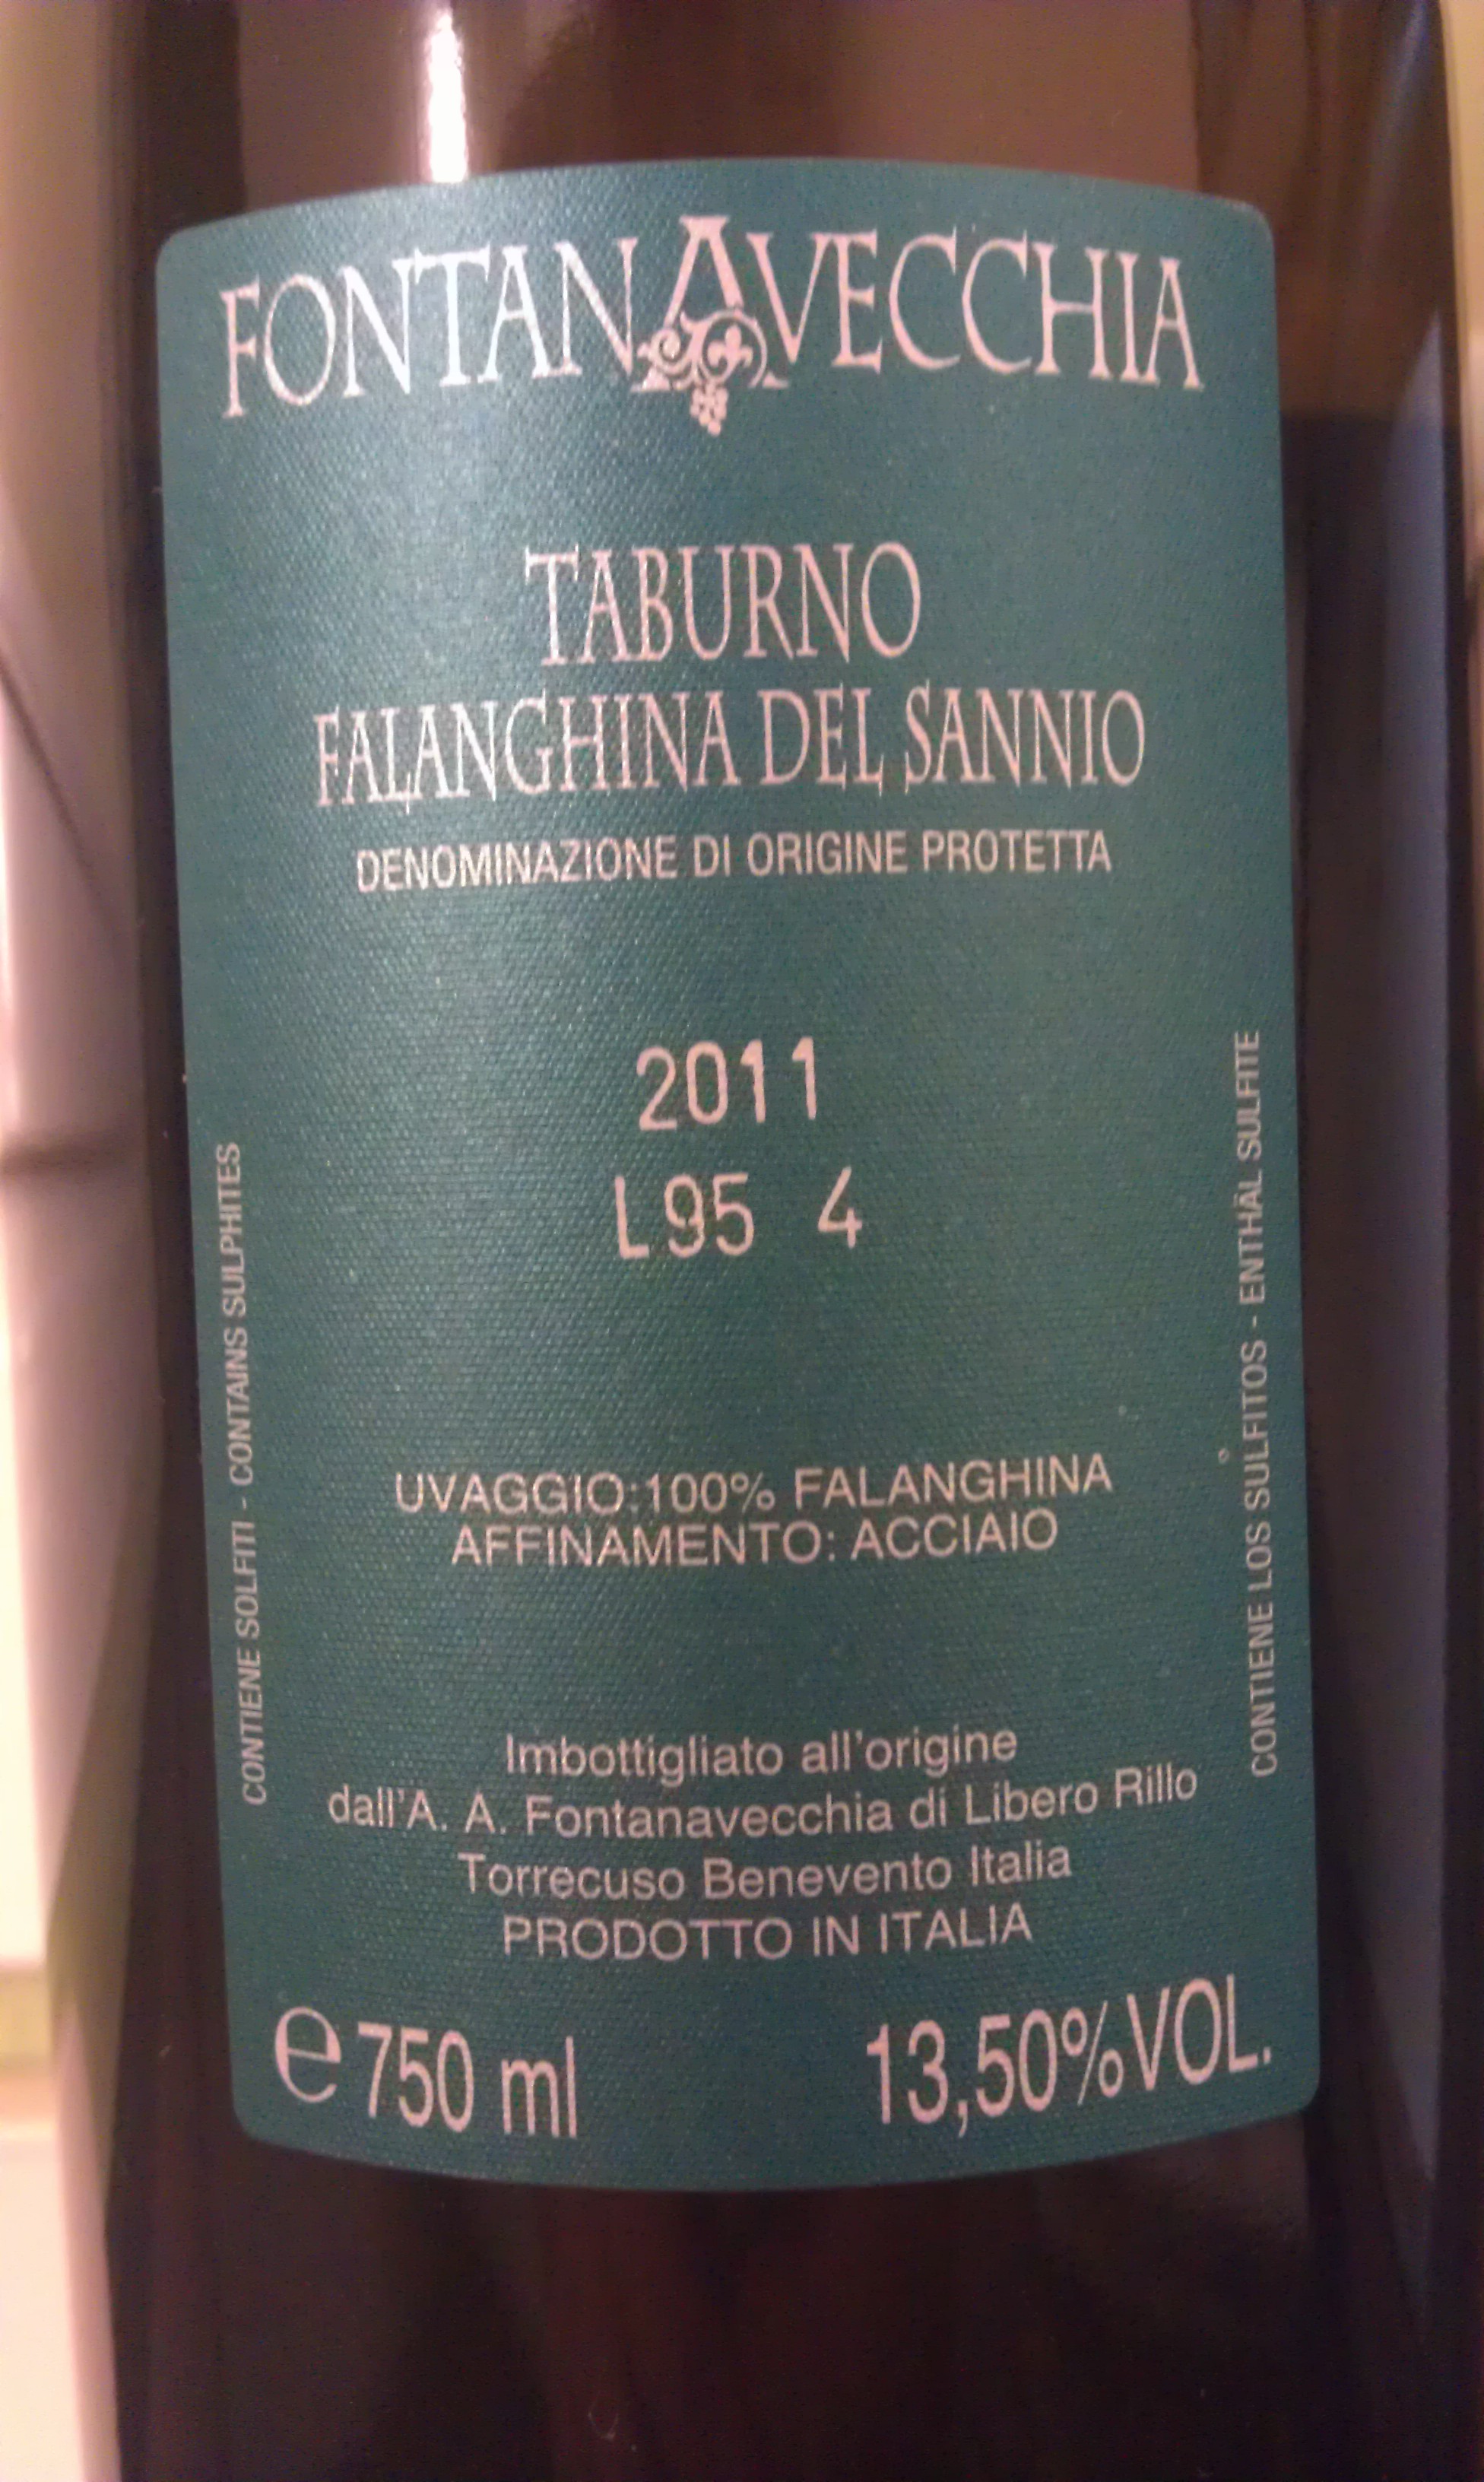 FONTANAVECCHIA
TABURNO
FALANGHINA DEL SANNIO
DENOMINAZIONE DI ORIGINE PROTETTA
2011
L95 4
CONTIENE SOLFITI - CONTAINS SULPHITES
CONTIENE LOS SULFITOS - ENTHÄL SULFITE
UVAGGIO:100% FALANGHINA
AFFINAMENTO: ACCIAIO
Imbottigliato all'origine
dall'A. A. Fontanavecchia di Libero Rillo
Torrecuso Benevento Italia
PRODOTTO IN ITALIA
e 750 ml
13,50%VOL.